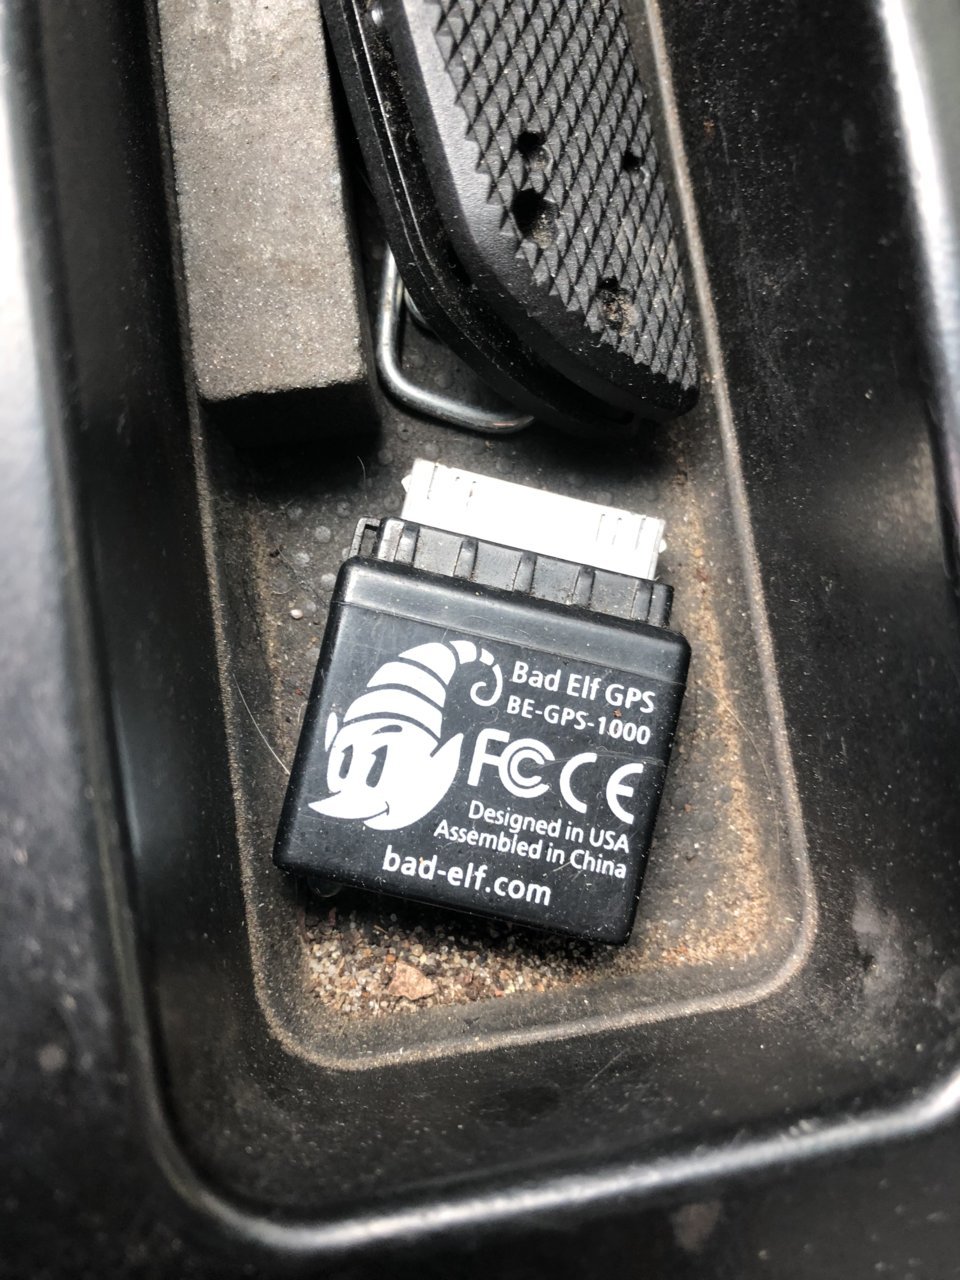 Bad Elf GPS
BE-GPS-1000
FC CE
Designed in USA
Assembled in China
bad-elf.com